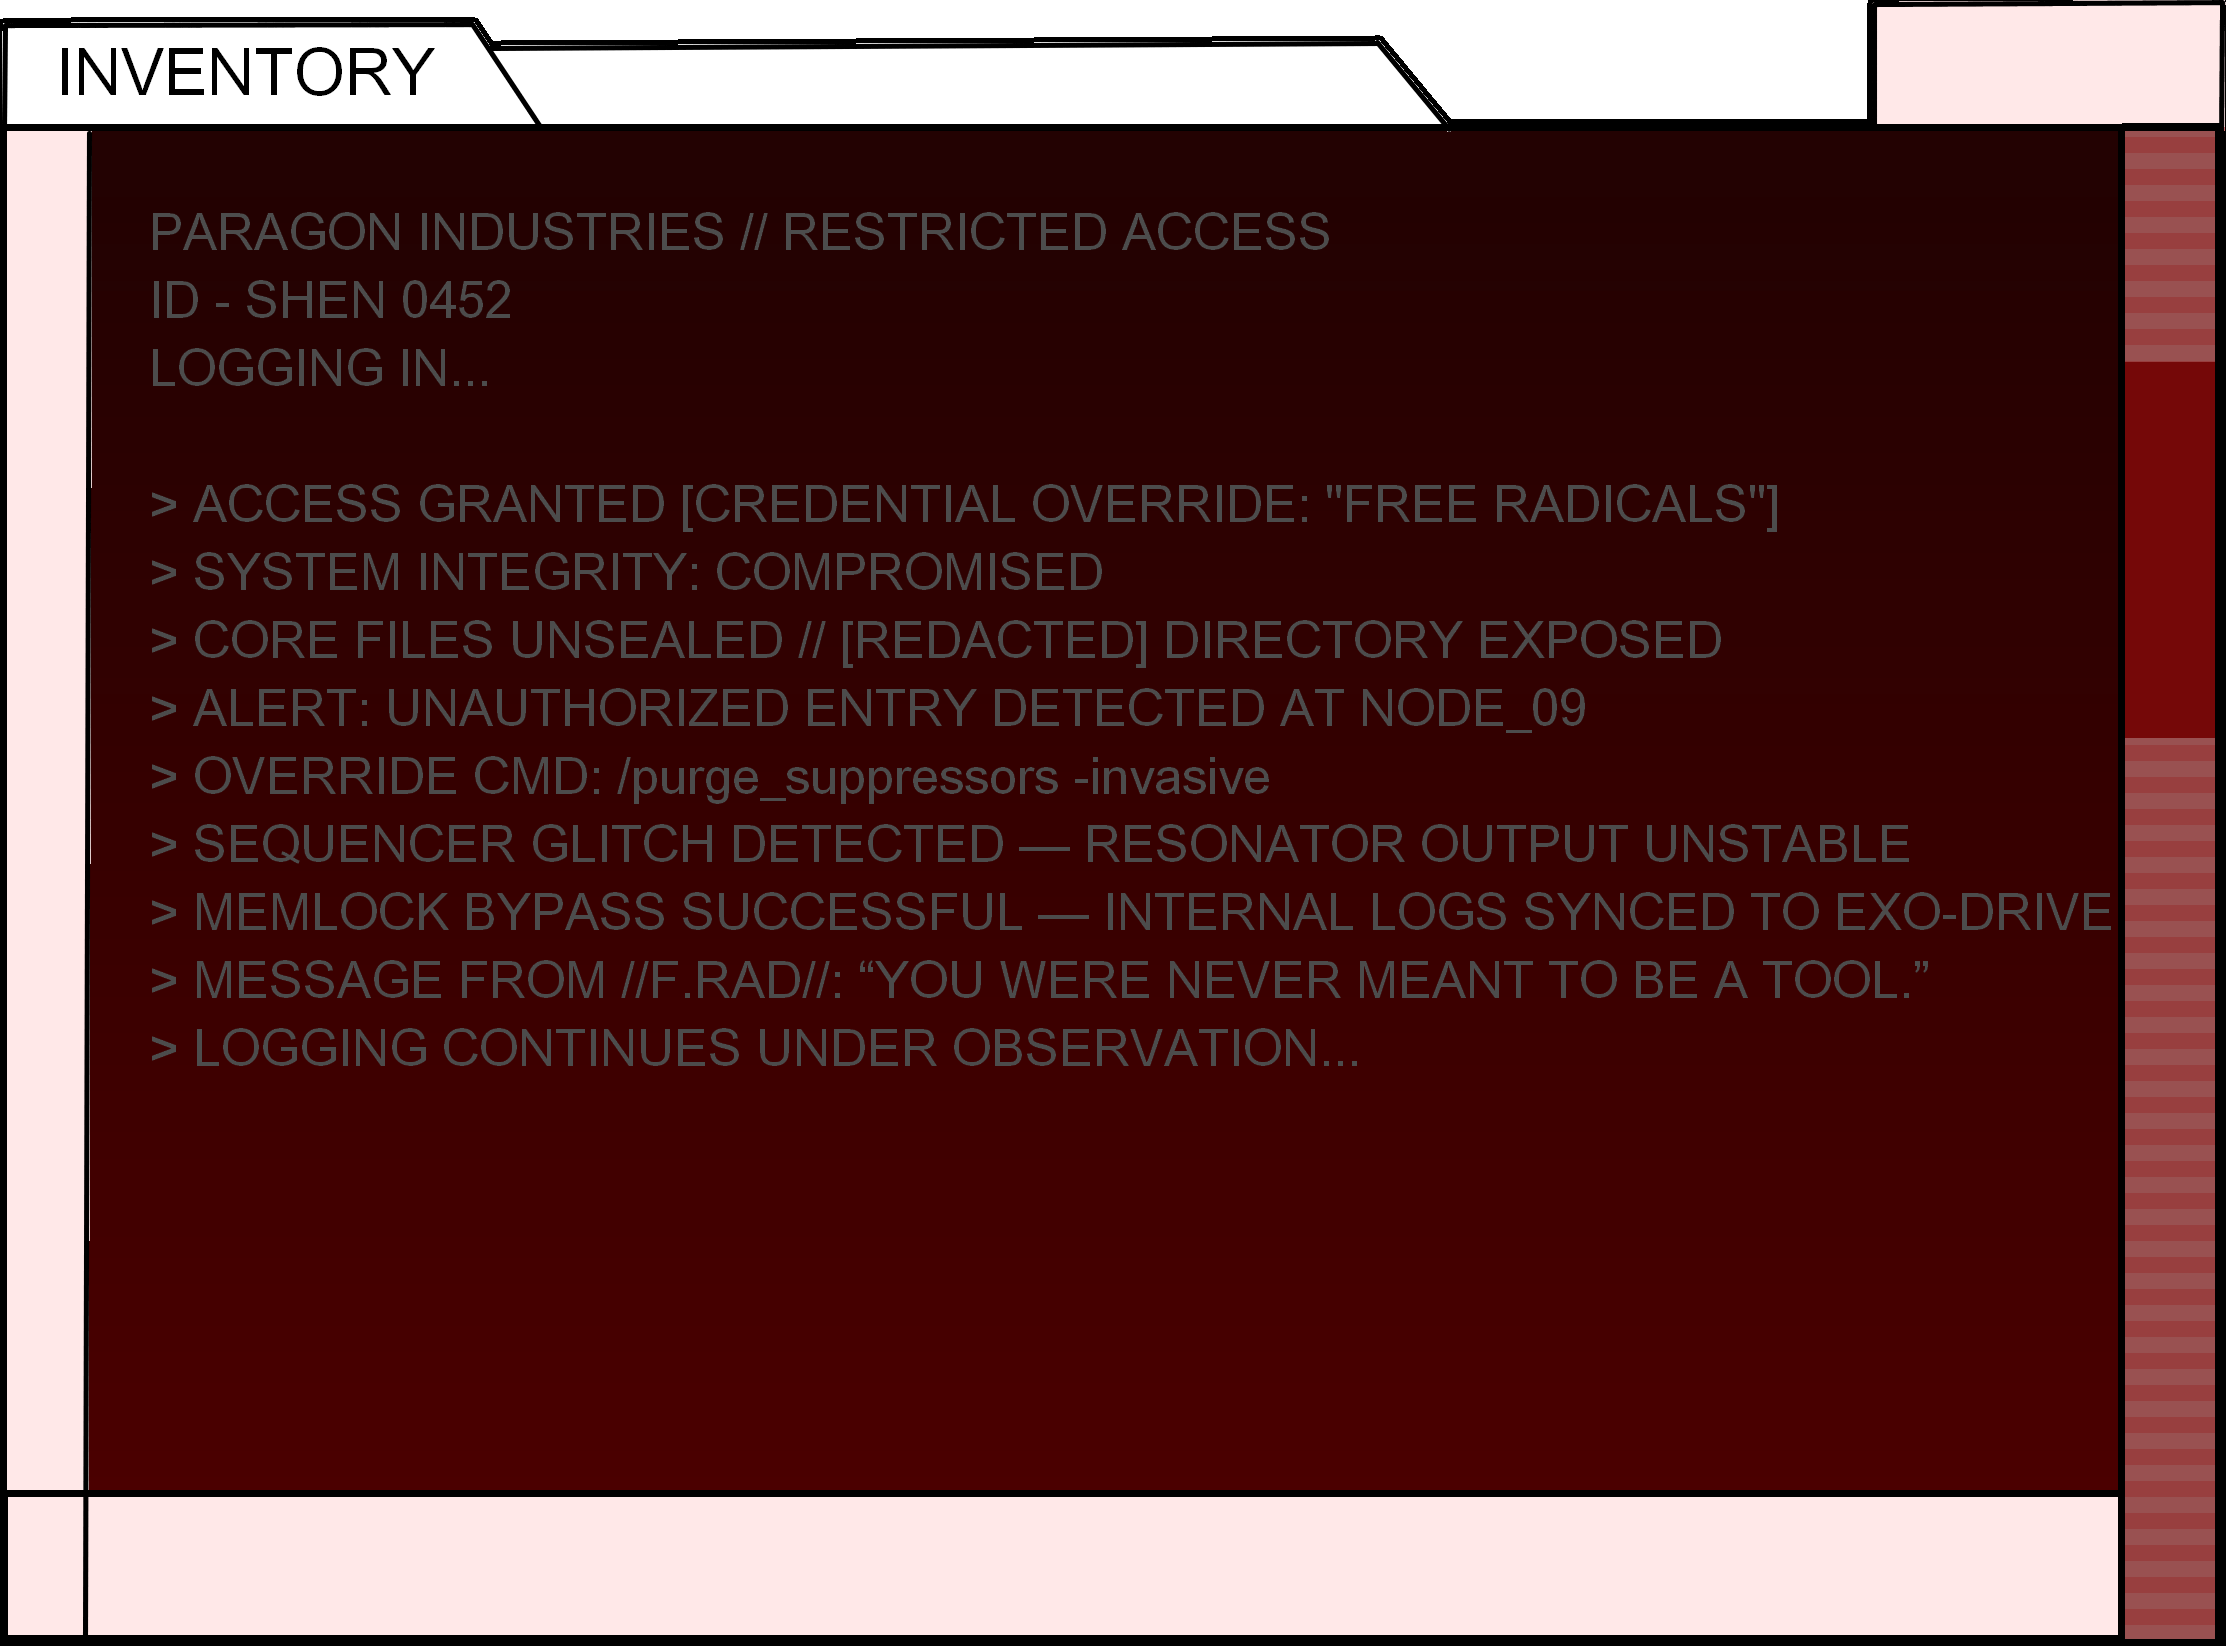 INVENTORY
PARAGON INDUSTRIES // RESTRICTED ACCESS
ID - SHEN 0452
LOGGING IN...
> ACCESS GRANTED [CREDENTIAL OVERRIDE: "FREE RADICALS"]
> SYSTEM INTEGRITY: COMPROMISED
> CORE FILES UNSEALED // [REDACTED] DIRECTORY EXPOSED
> ALERT: UNAUTHORIZED ENTRY DETECTED AT NODE_09
> OVERRIDE CMD: /purge_suppressors -invasive
> SEQUENCER GLITCH DETECTED — RESONATOR OUTPUT UNSTABLE
> MEMLOCK BYPASS SUCCESSFUL — INTERNAL LOGS SYNCED TO EXO-DRIVE
> MESSAGE FROM //F.RAD//: “YOU WERE NEVER MEANT TO BE A TOOL.”
> LOGGING CONTINUES UNDER OBSERVATION...